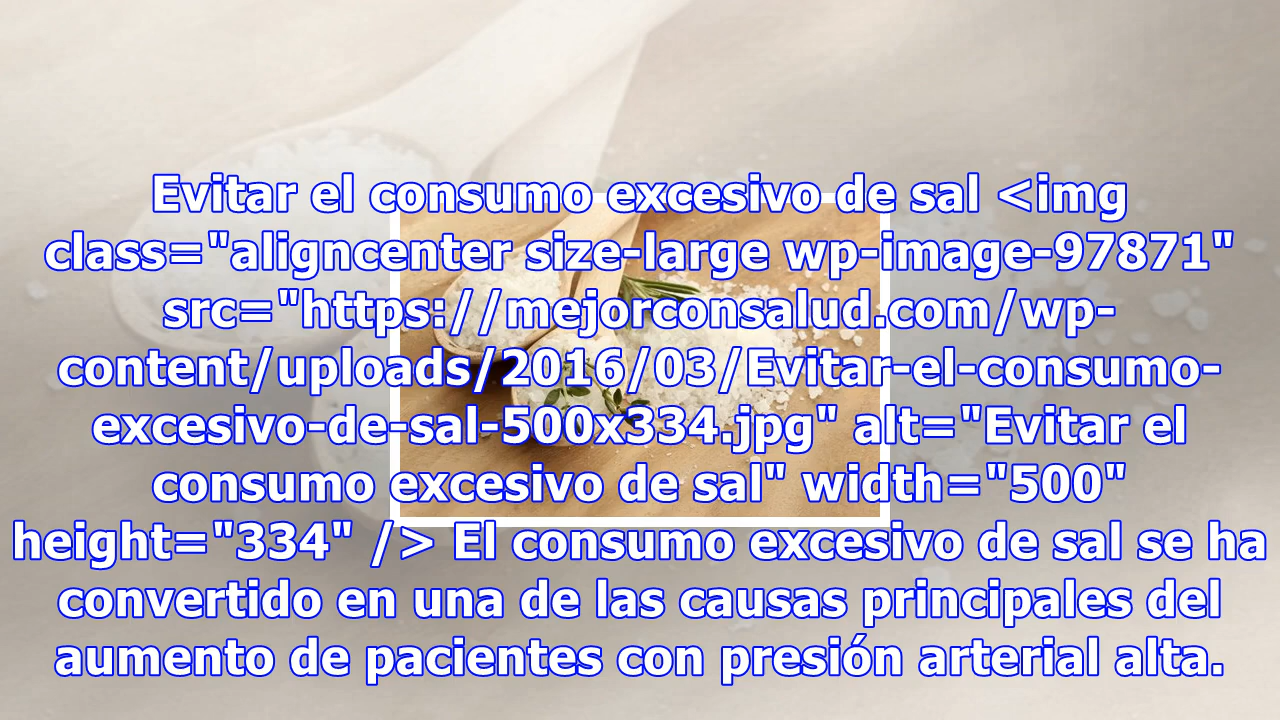 Evitar el consumo excesivo de sal <img
class="aligncenter size-large wp-image-97871"
src="https://mejorconsalud.com/wp-
content/uploads/2016/03/Evitar-el-consumo-
excesivo-de-sal-500x334.jpg" alt="Evitar el
consumo excesivo de sal" width="500"
height="334" /> El consumo excesivo de sal se ha
convertido en una de las causas principales del
aumento de pacientes con presión arterial alta.